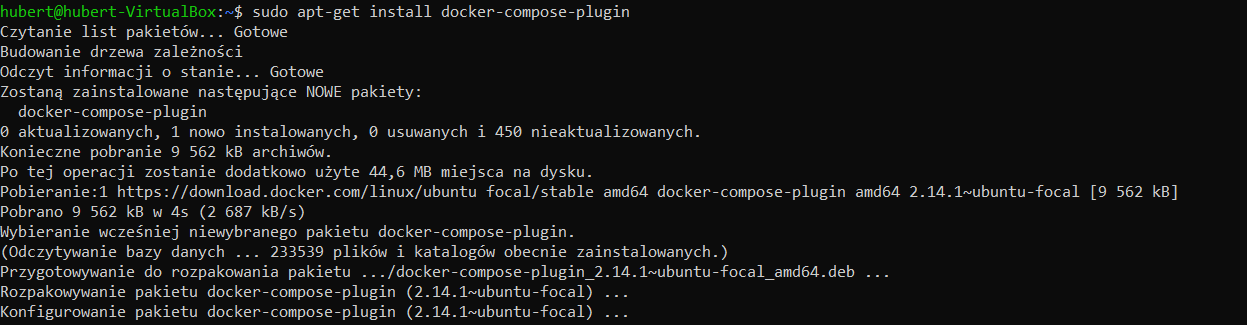 hubert@hubert-VirtualBox:~$ sudo apt-get install docker-compose-plugin
Czytanie list pakietów... Gotowe
Budowanie drzewa zależności
Odczyt informacji o stanie... Gotowe
Zostaną zainstalowane następujące NOWE pakiety:
  docker-compose-plugin
0 aktualizowanych, 1 nowo instalowanych, 0 usuwanych i 450 nieaktualizowanych.
Konieczne pobranie 9 562 kB archiwów.
Po tej operacji zostanie dodatkowo użyte 44,6 MB miejsca na dysku.
Pobieranie:1 https://download.docker.com/linux/ubuntu focal/stable amd64 docker-compose-plugin amd64 2.14.1~ubuntu-focal [9 562 kB]
Pobrano 9 562 kB w 4s (2 687 kB/s)
Wybieranie wcześniej niewybranego pakietu docker-compose-plugin.
(Odczytywanie bazy danych ... 233539 plików i katalogów obecnie zainstalowanych.)
Przygotowywanie do rozpakowania pakietu .../docker-compose-plugin_2.14.1~ubuntu-focal_amd64.deb ...
Rozpakowywanie pakietu docker-compose-plugin (2.14.1~ubuntu-focal) ...
Konfigurowanie pakietu docker-compose-plugin (2.14.1~ubuntu-focal) ...